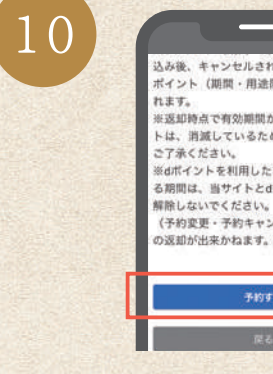 10
込み後、キャンセルされ
ポイント（期間・用途
れます。
※返却時点で有効期間が
トは、消滅しているため
ご了承ください。
※dポイントを利用した
る期間は、当サイトとd
解除しないでください。
（予約変更・予約キャン
の返却が出来かねます。
予約す
戻る